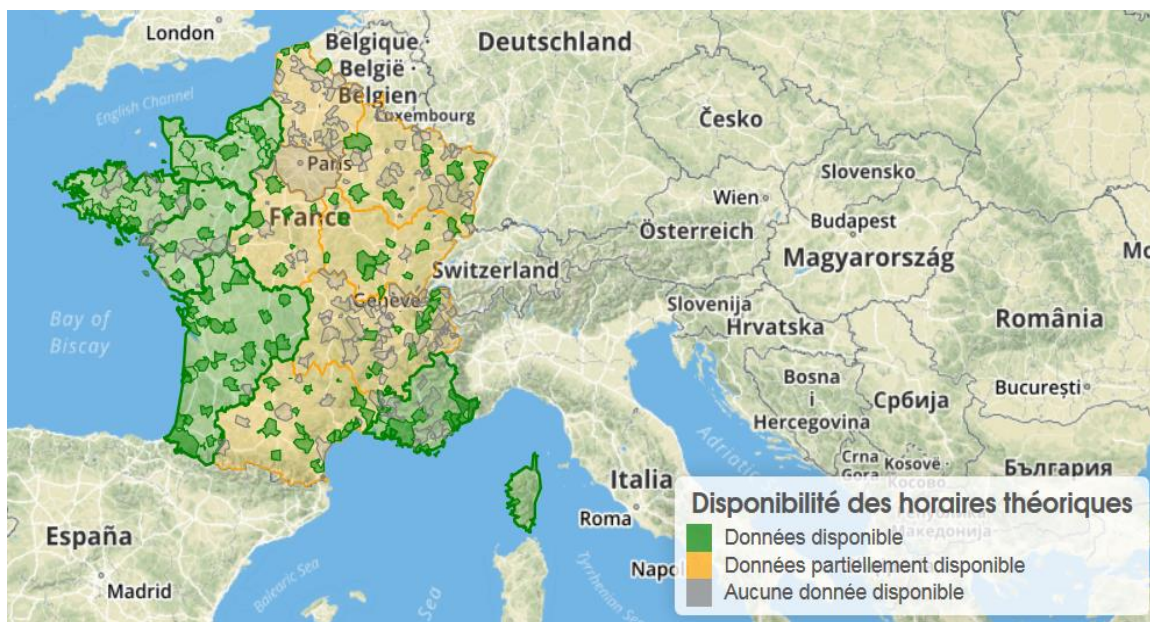 London
Belgique ·
België ·
Belgien
Deutschland
English Channel
Luxembourg
Česko
Paris
Slovensko
Wien
Budapest
France
Österreich
Magyarország
Switzerland
Genève
Slovenija
Hrvatska
România
Bay of
Biscay
Bosna
i
Hercegovina
Србија
București
Adriatic
Crna
Gora
Kosovë -
Косово
България
Italia
Roma
España
Madrid
Balearic Sea
Sea
Tyrrhenian Sea
Napol
Македонија
Disponibilité des horaires théoriques
Données disponible
Données partiellement disponible
Aucune donnée disponible